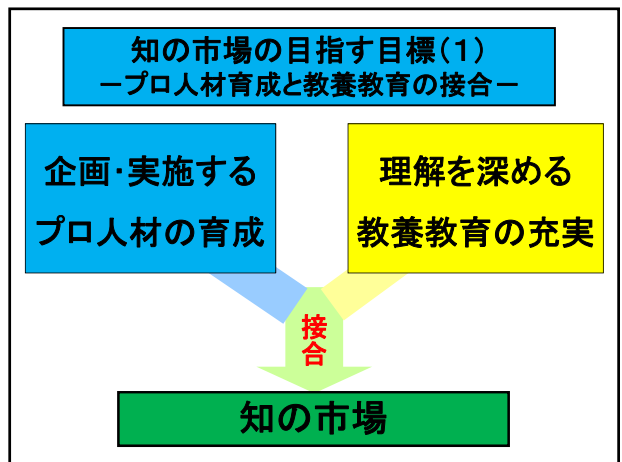 知の市場の目指す目標(1)
－プロ人材育成と教養教育の接合－
企画・実施する
プロ人材の育成
理解を深める
教養教育の充実
接合
知の市場